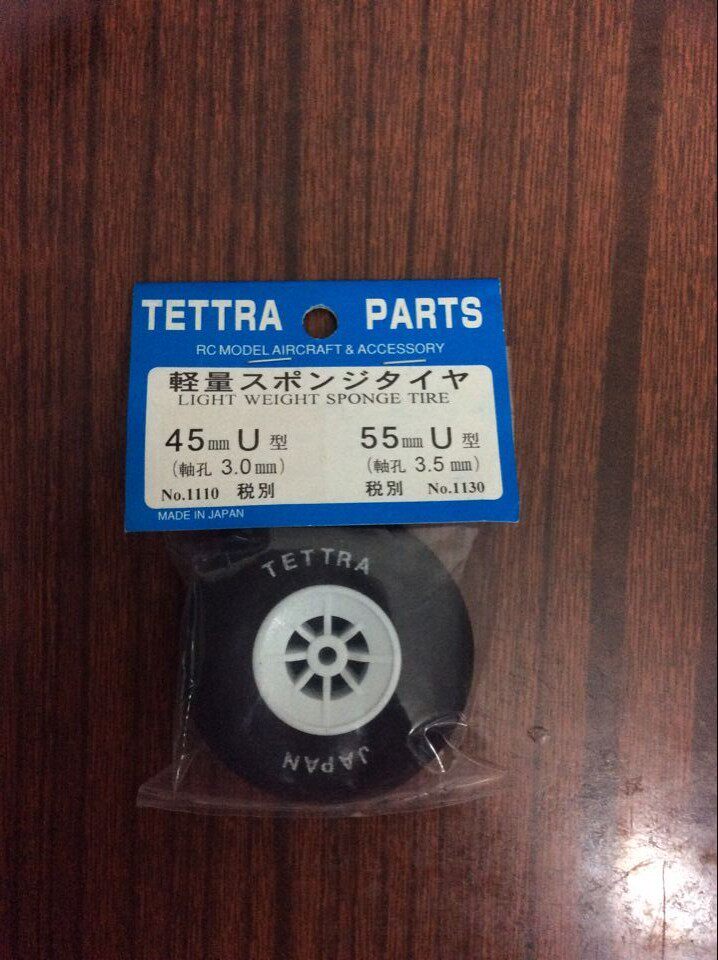 TETTRA PARTS
RC MODEL AIRCRAFT & ACCESSORY
軽量スポンジタイヤ
LIGHT WEIGHT SPONGE TIRE
45mm U 型 55mm U 型
(軸孔 3.0mm) (軸孔 3.5mm)
No.1110 税別 税別 No.1130
MADE IN JAPAN
TETTRA
JAPAN